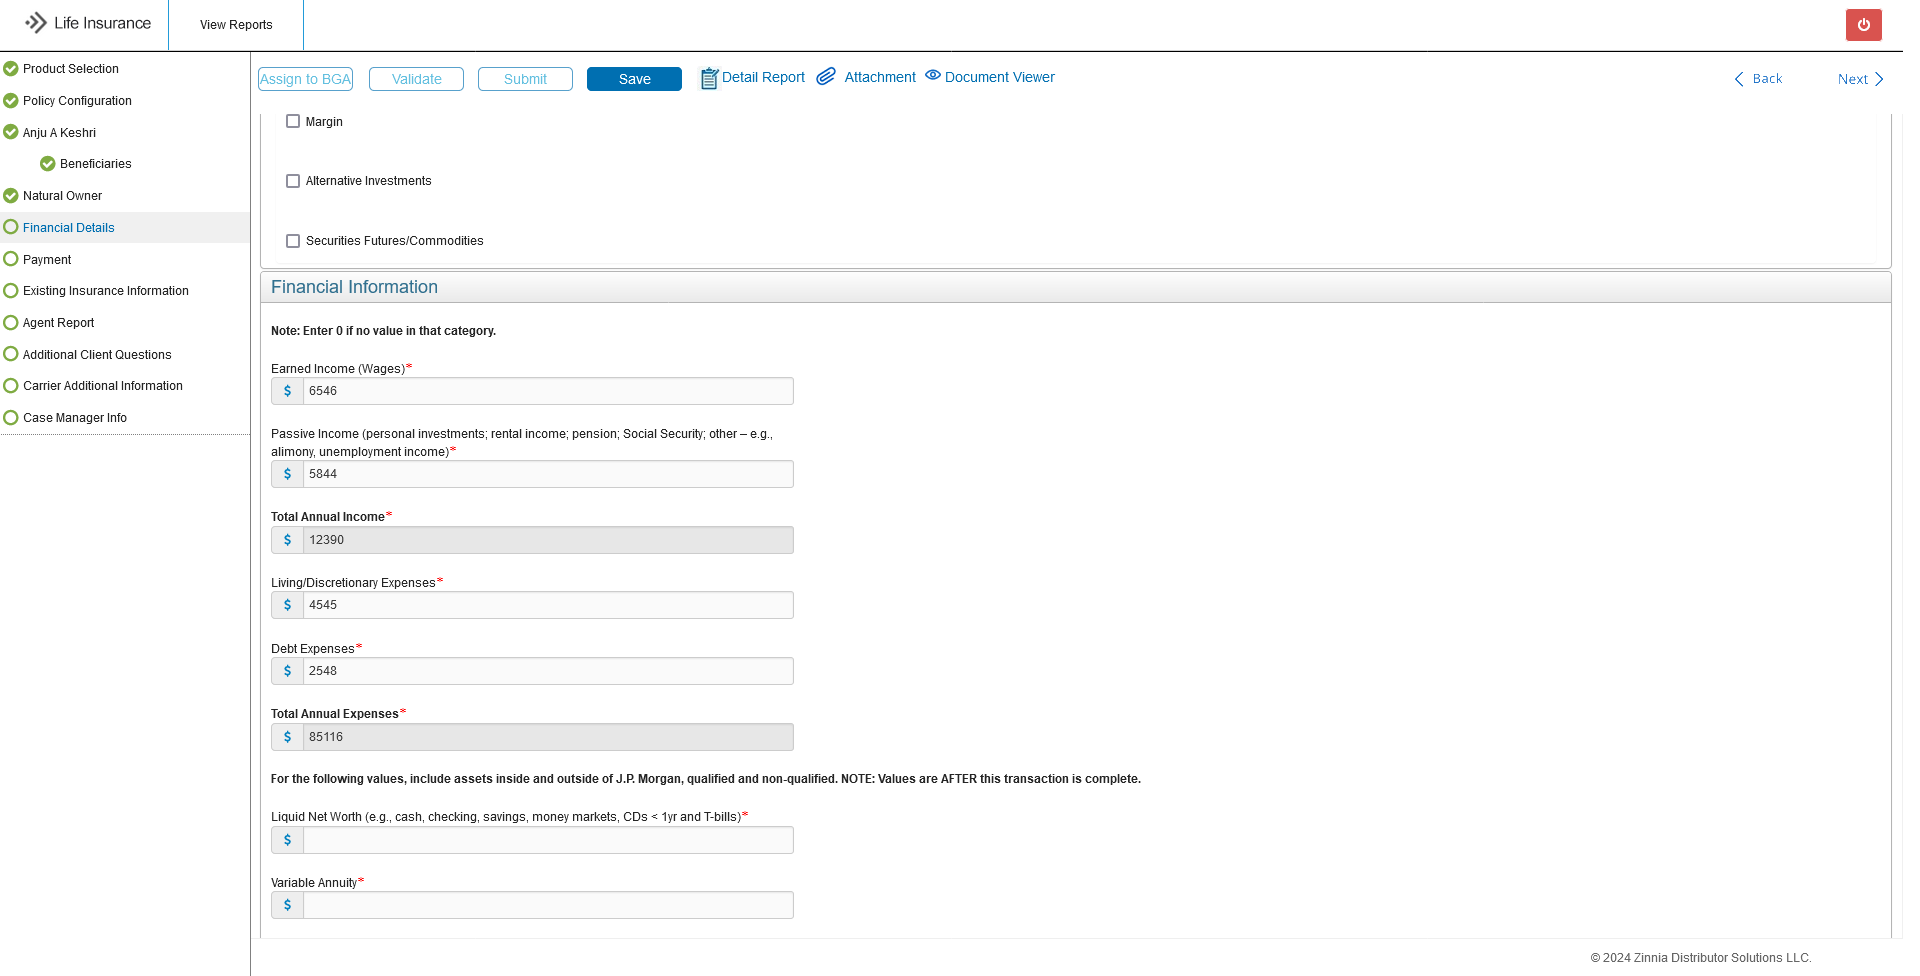 Life Insurance
View Reports
Product Selection
Policy Configuration
Anju A Keshri
Beneficiaries
Natural Owner
Financial Details
Payment
Existing Insurance Information
Agent Report
Additional Client Questions
Carrier Additional Information
Case Manager Info
Assign to BGA
Validate
Submit
Save
Detail Report
Attachment
Document Viewer
Back
Next
Margin
Alternative Investments
Securities Futures/Commodities
Financial Information
Note: Enter 0 if no value in that category.
Earned Income (Wages)*
$ 6546
Passive Income (personal investments; rental income; pension; Social Security; other – e.g.,
alimony, unemployment income)*
$ 5844
Total Annual Income*
$ 12390
Living/Discretionary Expenses*
$ 4545
Debt Expenses*
$ 2548
Total Annual Expenses*
$ 85116
For the following values, include assets inside and outside of J.P. Morgan, qualified and non-qualified. NOTE: Values are AFTER this transaction is complete.
Liquid Net Worth (e.g., cash, checking, savings, money markets, CDs < 1yr and T-bills)*
$
Variable Annuity*
$
© 2024 Zinnia Distributor Solutions LLC.